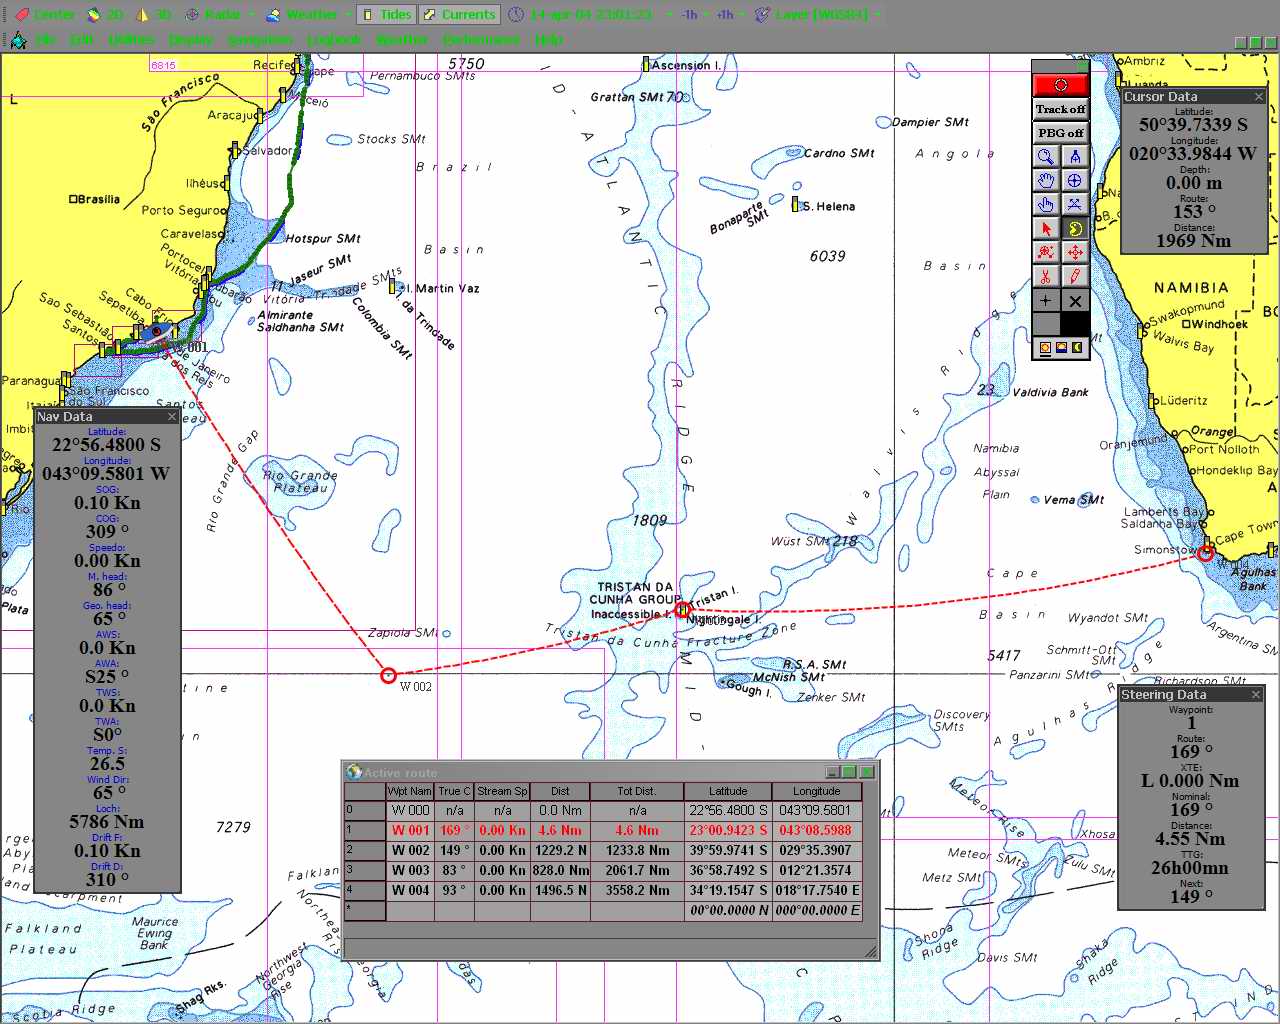 Center 2D 3D Radar Weather Tides Currents 14-apr-04 23:01:23 -1h +1h Layer [WGS84]
File Edit Utilities Display Navigation Logbook Weather Performance Help
6815
Recife
5750
Pernambuco SMts
Ascension I.
Ambriz
Luanda
L
São Francisco
Maceió
Grattan SMt
70
Aracaju
Stocks SMt
Dampier SMt
Salvador
Cardno SMt
Angola
Brazil
Ilhéus
Brasilia
Porto Seguro
Bonaparte SMt
S. Helena
Caravelas
Hotspur SMt
Basin
6039
Basin
Jaseur SMt
Vitória Trindade SMts
I. Martin Vaz
I. da Trindade
Almirante
Saldanha SMt
Columbia SMt
Cabo Frio
Sepetiba
Sao Sebastião
Santos
W 001
Rio de Janeiro
Paranagua
São Francisco
do Sul
Santos
Rio Grande Gap
Rio Grande
Plateau
MID-ATLANTIC RIDGE
1809
Walvis Ridge
23
Valdivia Bank
Namibia
Abyssal
Plain
Vema SMt
Wüst SMt
218
NAMIBIA
Swakopmund
Windhoek
Walvis Bay
Lüderitz
Orange
Oranjemund
Port Nolloth
Hondeklip Bay
Lamberts Bay
Saldanha Bay
Cape Town
Simonstown
W 004
Agulhas
Bank
TRISTAN DA
CUNHA GROUP
Tristan I.
Inaccessible I.
Nightingale I.
Tristan da Cunha Fracture Zone
Zapiola SMt
W 002
R.S.A. SMt
McNish SMt
Gough I.
Zenker SMt
Cape
Basin
Wyandot SMt
5417
Schmitt-Ott
SMt
Panzarini SMt
Argentina SM
Richardson SMt
Discovery
SMts
Agulhas Ridge
Meteor Rise
Meteor SMts
Metz SMt
Xhosa
Zulu SMt
Shona
Ridge
Davis SMt
Shaka
Ridge
7279
Maurice
Ewing
Bank
Falkland
Plateau
Northwest
Georgia
Rise
Shag Rks.
Scotia Ridge
Track off
PBG off
Cursor Data
Latitude:
50°39.7339 S
Longitude:
020°33.9844 W
Depth:
0.00 m
Route:
153 °
Distance:
1969 Nm
Nav Data
Latitude:
22°56.4800 S
Longitude:
043°09.5801 W
SOG:
0.10 Kn
COG:
309 °
Speedo:
0.00 Kn
M. head:
86 °
Geo. head:
65 °
AWS:
0.0 Kn
AWA:
S25 °
TWS:
0.0 Kn
TWA:
S0°
Temp. S:
26.5
Wind Dir:
65 °
Loch:
5786 Nm
Drift F:
0.10 Kn
Drift D:
310 °
Steering Data
Waypoint:
1
Route:
169 °
XTE:
L 0.000 Nm
Nominal:
169 °
Distance:
4.55 Nm
TTG:
26h00mn
Next:
149 °
Active route
Wpt Nam True C Stream Sp Dist Tot Dist. Latitude Longitude
0 W 000 n/a n/a 0.0 Nm n/a 22°56.4800 S 043°09.5801
1 W 001 169 ° 0.00 Kn 4.6 Nm 4.6 Nm 23°00.9423 S 043°08.5988
2 W 002 149 ° 0.00 Kn 1229.2 N 1233.8 Nm 39°59.9741 S 029°35.3907
3 W 003 83 ° 0.00 Kn 828.0 Nm 2061.7 Nm 36°58.7492 S 012°21.3574
4 W 004 93 ° 0.00 Kn 1496.5 N 3558.2 Nm 34°19.1547 S 018°17.7540 E
* 00°00.0000 N 000°00.0000 E